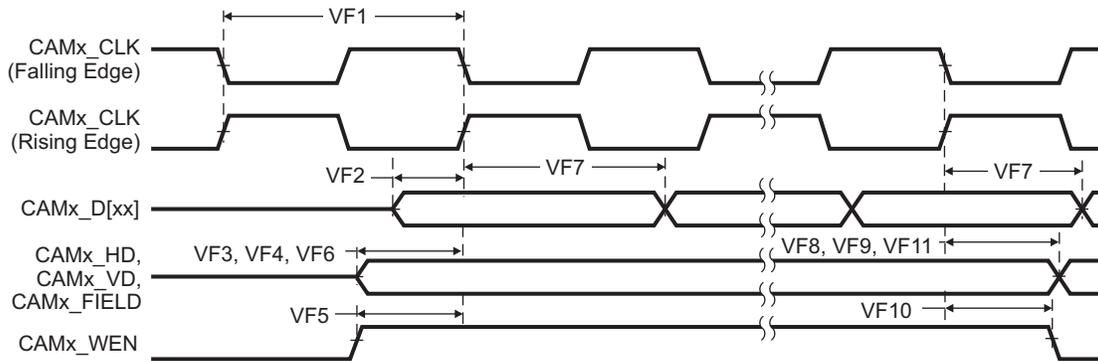 VF1
CAMx_CLK
(Falling Edge)
CAMx_CLK
(Rising Edge)
VF2
VF7
VF7
CAMx_D[xx]
VF3, VF4, VF6
VF8, VF9, VF11
CAMx_HD,
CAMx_VD,
CAMx_FIELD
VF5
VF10
CAMx_WEN